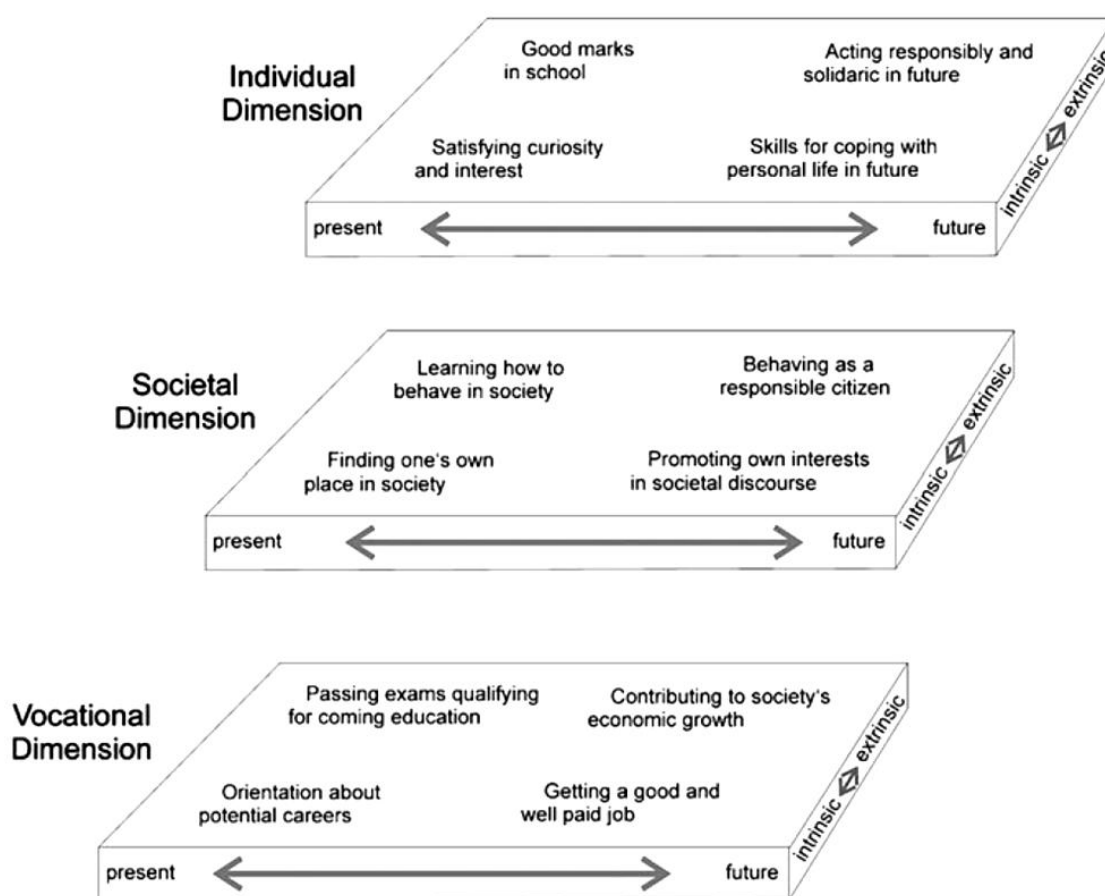 Individual
Dimension
Good marks
in school
Acting responsibly and
solidaric in future
Satisfying curiosity
and interest
Skills for coping with
personal life in future
present
future
intrinsic
extrinsic
Societal
Dimension
Learning how to
behave in society
Behaving as a
responsible citizen
Finding one's own
place in society
Promoting own interests
in societal discourse
present
future
intrinsic
extrinsic
Vocational
Dimension
Passing exams qualifying
for coming education
Contributing to society's
economic growth
Orientation about
potential careers
Getting a good and
well paid job
present
future
intrinsic
extrinsic